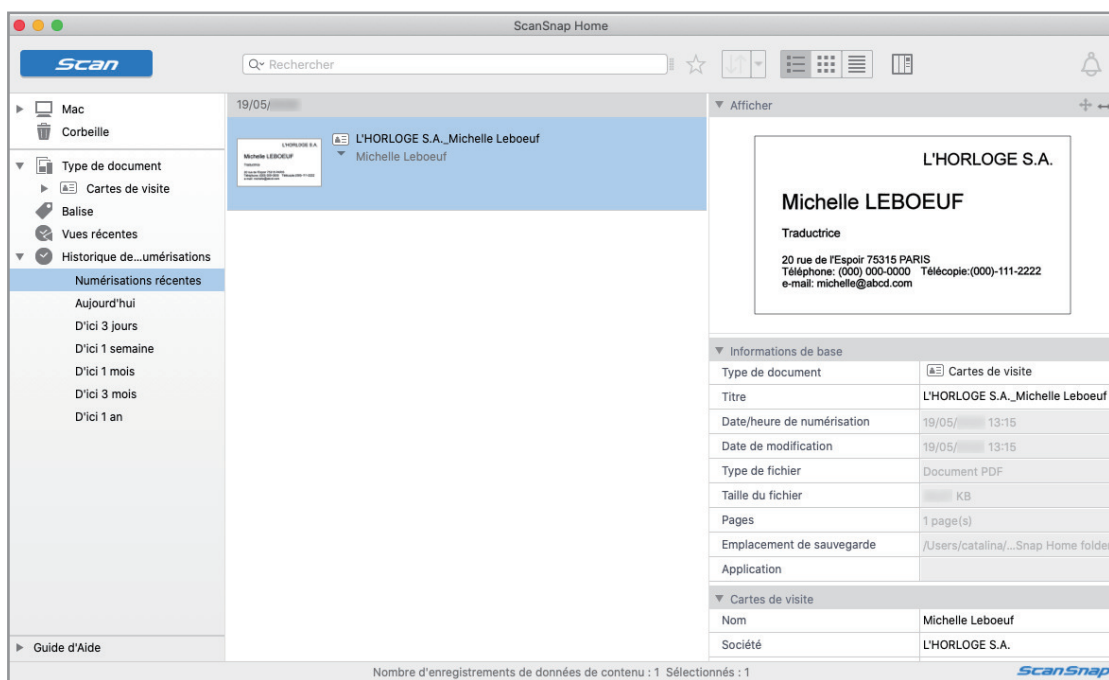 ScanSnap Home
Scan
Rechercher
Mac
Corbeille
Type de document
Cartes de visite
Balise
Vues récentes
Historique de...umérisations
Numérisations récentes
Aujourd'hui
D'ici 3 jours
D'ici 1 semaine
D'ici 1 mois
D'ici 3 mois
D'ici 1 an
Guide d'Aide
19/05/
L'HORLOGE S.A.
Michelle LEBOEUF
L'HORLOGE S.A._Michelle Leboeuf
Michelle Leboeuf
Afficher
L'HORLOGE S.A.
Michelle LEBOEUF
Traductrice
20 rue de l'Espoir 75315 PARIS
Téléphone: (000) 000-0000 Télécopie:(000)-111-2222
e-mail: michelle@abcd.com
Informations de base
Type de document Cartes de visite
Titre L'HORLOGE S.A._Michelle Leboeuf
Date/heure de numérisation 19/05/ 13:15
Date de modification 19/05/ 13:15
Type de fichier Document PDF
Taille du fichier KB
Pages 1 page(s)
Emplacement de sauvegarde /Users/catalina/...Snap Home folder
Application
Cartes de visite
Nom Michelle Leboeuf
Société L'HORLOGE S.A.
Nombre d'enregistrements de données de contenu : 1 Sélectionnés : 1
ScanSnap